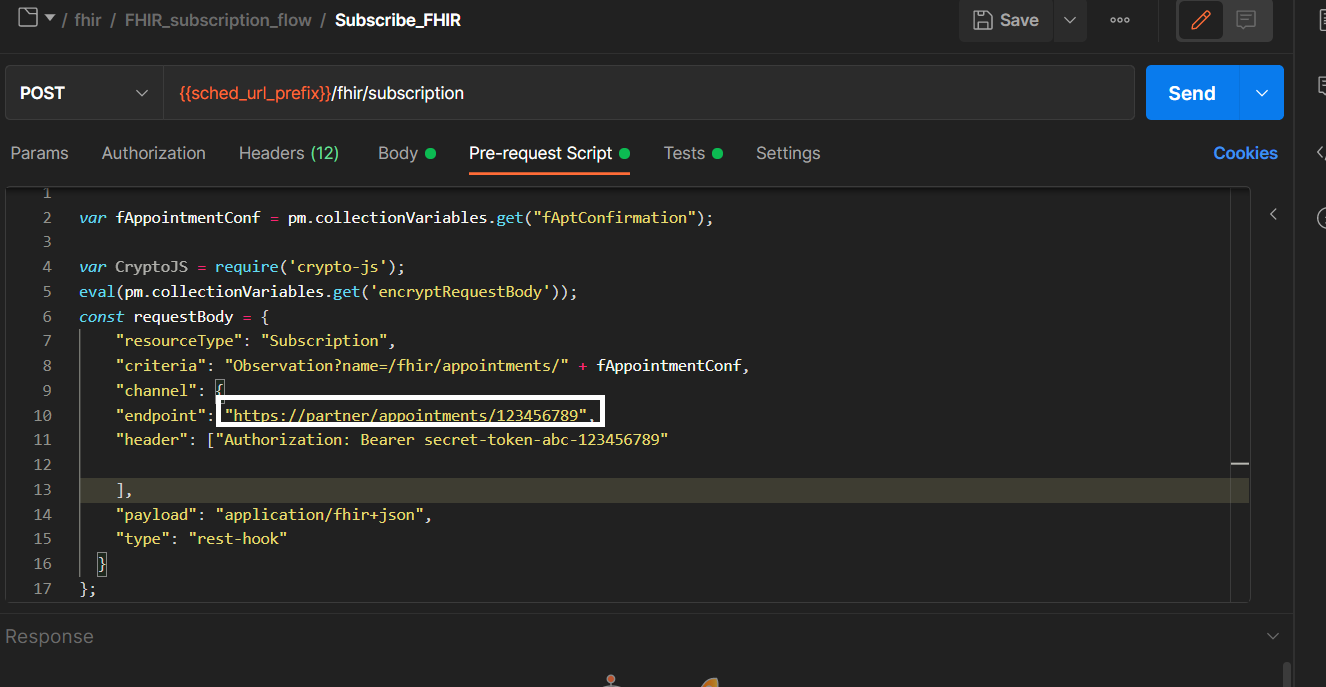 / fhir / FHIR_subscription_flow / Subscribe_FHIR
Save
POST
{{sched_url_prefix}}/fhir/subscription
Send
Params Authorization Headers (12) Body Pre-request Script Tests Settings Cookies
1
2 var fAppointmentConf = pm.collectionVariables.get("fAptConfirmation");
3
4 var CryptoJS = require('crypto-js');
5 eval(pm.collectionVariables.get('encryptRequestBody'));
6 const requestBody = {
7 "resourceType": "Subscription",
8 "criteria": "Observation?name=/fhir/appointments/" + fAppointmentConf,
9 "channel": {
10 "endpoint": "https://partner/appointments/123456789",
11 "header": ["Authorization: Bearer secret-token-abc-123456789"
12
13 ],
14 "payload": "application/fhir+json",
15 "type": "rest-hook"
16 }
17 };
Response